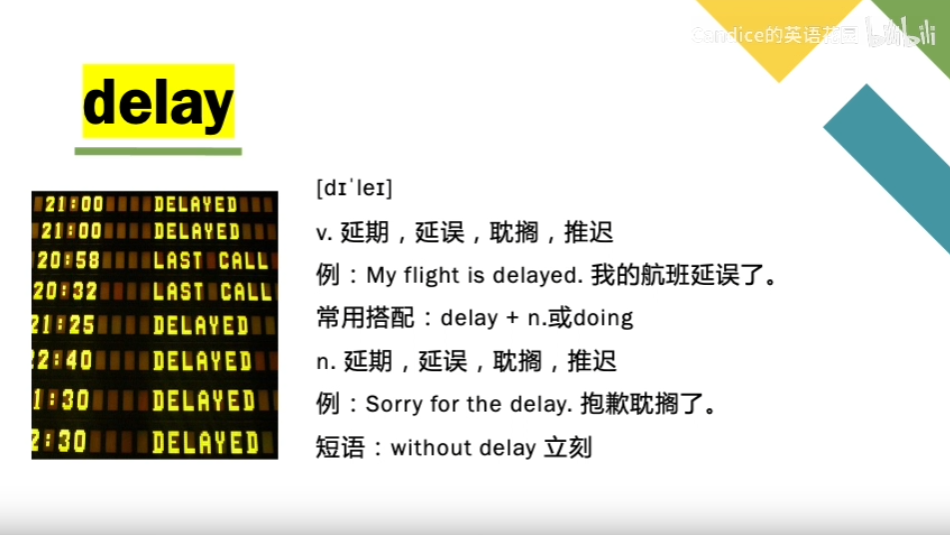 Candice的英语花园 bilibili
delay
[dɪˈleɪ]
v. 延期，延误，耽搁，推迟
例：My flight is delayed. 我的航班延误了。
常用搭配：delay + n.或doing
n. 延期，延误，耽搁，推迟
例：Sorry for the delay. 抱歉耽搁了。
短语：without delay 立刻
21:00 DELAYED
21:00 DELAYED
20:58 LAST CALL
20:32 LAST CALL
21:25 DELAYED
2:40 DELAYED
1:30 DELAYED
2:30 DELAYED